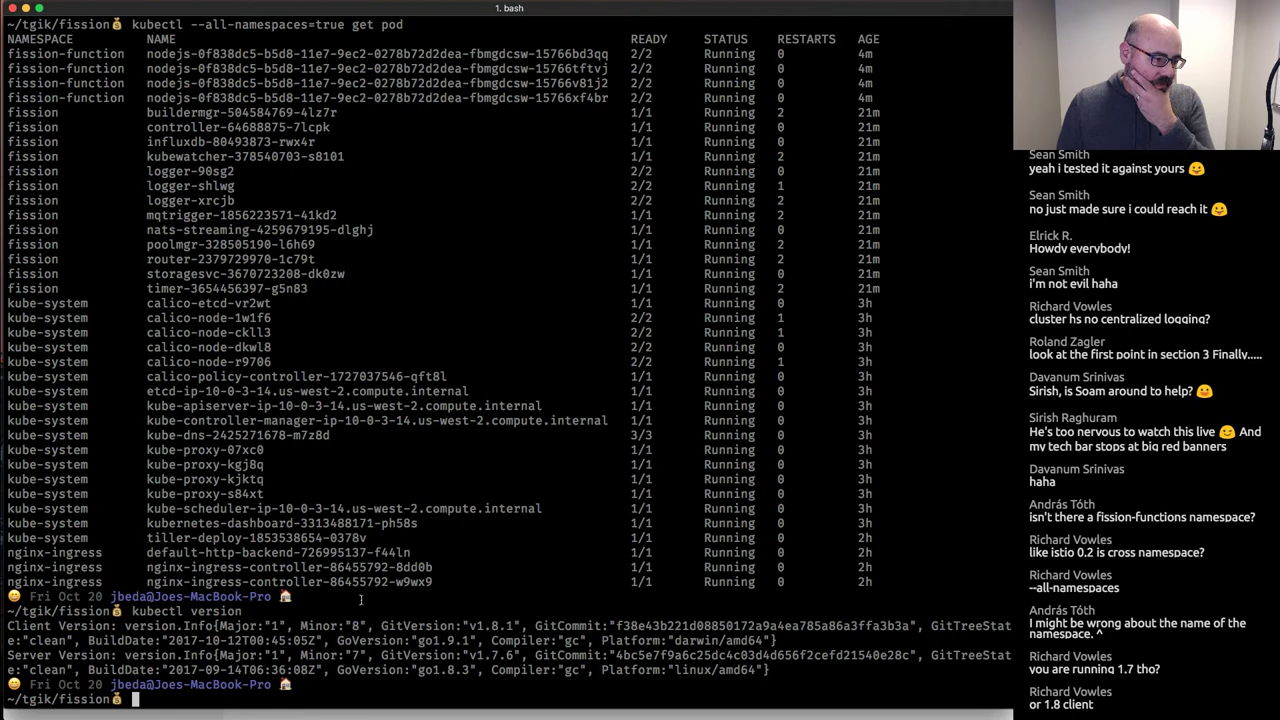 1. bash
~/tgik/fission💰 kubectl --all-namespaces=true get pod
NAMESPACE NAME READY STATUS RESTARTS AGE
fission-function nodejs-0f838dc5-b5d8-11e7-9ec2-0278b72d2dea-fbmgdcsw-15766bd3qq 2/2 Running 0 4m
fission-function nodejs-0f838dc5-b5d8-11e7-9ec2-0278b72d2dea-fbmgdcsw-15766tftvj 2/2 Running 0 4m
fission-function nodejs-0f838dc5-b5d8-11e7-9ec2-0278b72d2dea-fbmgdcsw-15766v81j2 2/2 Running 0 4m
fission-function nodejs-0f838dc5-b5d8-11e7-9ec2-0278b72d2dea-fbmgdcsw-15766xf4br 2/2 Running 0 4m
fission buildermgr-504584769-4lz7r 1/1 Running 2 21m
fission controller-64688875-7lcpk 1/1 Running 0 21m
fission influxdb-80493873-rwx4r 1/1 Running 0 21m
fission kubewatcher-378540703-s8101 1/1 Running 2 21m
fission logger-90sg2 2/2 Running 0 21m
fission logger-shlwg 2/2 Running 1 21m
fission logger-xrcjb 2/2 Running 2 21m
fission mqtrigger-1856223571-41kd2 1/1 Running 2 21m
fission nats-streaming-4259679195-dlghj 1/1 Running 0 21m
fission poolmgr-328505190-l6h69 1/1 Running 2 21m
fission router-2379729970-1c79t 1/1 Running 2 21m
fission storagesvc-3670723208-dk0zw 1/1 Running 0 21m
fission timer-3654456397-g5n83 1/1 Running 2 21m
kube-system calico-etcd-vr2wt 1/1 Running 0 3h
kube-system calico-node-1w1f6 2/2 Running 1 3h
kube-system calico-node-ckll3 2/2 Running 1 3h
kube-system calico-node-dkwl8 2/2 Running 0 3h
kube-system calico-node-r9706 2/2 Running 1 3h
kube-system calico-policy-controller-1727037546-qft8l 1/1 Running 0 3h
kube-system etcd-ip-10-0-3-14.us-west-2.compute.internal 1/1 Running 0 3h
kube-system kube-apiserver-ip-10-0-3-14.us-west-2.compute.internal 1/1 Running 0 3h
kube-system kube-controller-manager-ip-10-0-3-14.us-west-2.compute.internal 1/1 Running 0 3h
kube-system kube-dns-2425271678-m7z8d 3/3 Running 0 3h
kube-system kube-proxy-07xc0 1/1 Running 0 3h
kube-system kube-proxy-kgj8q 1/1 Running 0 3h
kube-system kube-proxy-kjktq 1/1 Running 0 3h
kube-system kube-proxy-s84xt 1/1 Running 0 3h
kube-system kube-scheduler-ip-10-0-3-14.us-west-2.compute.internal 1/1 Running 0 3h
kube-system kubernetes-dashboard-3313488171-ph58s 1/1 Running 0 3h
kube-system tiller-deploy-1853538654-0378v 1/1 Running 0 3h
nginx-ingress default-http-backend-726995137-f44ln 1/1 Running 0 2h
nginx-ingress nginx-ingress-controller-86455792-8dd0b 1/1 Running 0 2h
nginx-ingress nginx-ingress-controller-86455792-w9wx9 1/1 Running 0 2h
😄 Fri Oct 20 jbeda@Joes-MacBook-Pro 🏠
~/tgik/fission💰 kubectl version
Client Version: version.Info{Major:"1", Minor:"8", GitVersion:"v1.8.1", GitCommit:"f38e43b221d08850172a9a4ea785a86a3ffa3b3a", GitTreeStat
e:"clean", BuildDate:"2017-10-12T00:45:05Z", GoVersion:"go1.9.1", Compiler:"gc", Platform:"darwin/amd64"}
Server Version: version.Info{Major:"1", Minor:"7", GitVersion:"v1.7.6", GitCommit:"4bc5e7f9a6c25dc4c03d4d656f2cefd21540e28c", GitTreeStat
e:"clean", BuildDate:"2017-09-14T06:36:08Z", GoVersion:"go1.8.3", Compiler:"gc", Platform:"linux/amd64"}
😄 Fri Oct 20 jbeda@Joes-MacBook-Pro 🏠
~/tgik/fission💰
Sean Smith
yeah i tested it against yours 🙂
Sean Smith
no just made sure i could reach it 🙂
Elrick R.
Howdy everybody!
Sean Smith
i'm not evil haha
Richard Vowles
cluster hs no centralized logging?
Roland Zagler
look at the first point in section 3 Finally.....
Davanum Srinivas
Sirish, is Soam around to help? 🙂
Sirish Raghuram
He's too nervous to watch this live 😉 And
my tech bar stops at big red banners
Davanum Srinivas
haha
András Tóth
isn't there a fission-functions namespace?
Richard Vowles
like istio 0.2 is cross namespace?
Richard Vowles
--all-namespaces
András Tóth
I might be wrong about the name of the
namespace. ^
Richard Vowles
you are running 1.7 tho?
Richard Vowles
or 1.8 client